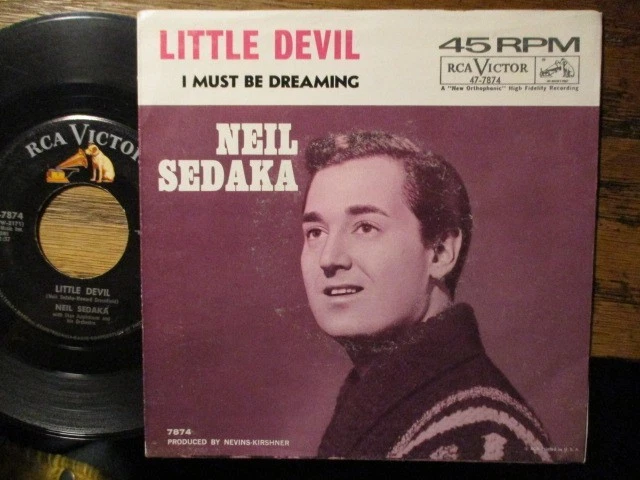 LITTLE DEVIL
I MUST BE DREAMING
45 RPM
RCA VICTOR
47-7874
A "New Orthophonic" High Fidelity Recording
NEIL
SEDAKA
7874
PRODUCED BY NEVINS-KIRSHNER
RCA VICTOR
-7874
LITTLE DEVIL
NEIL SEDAKA